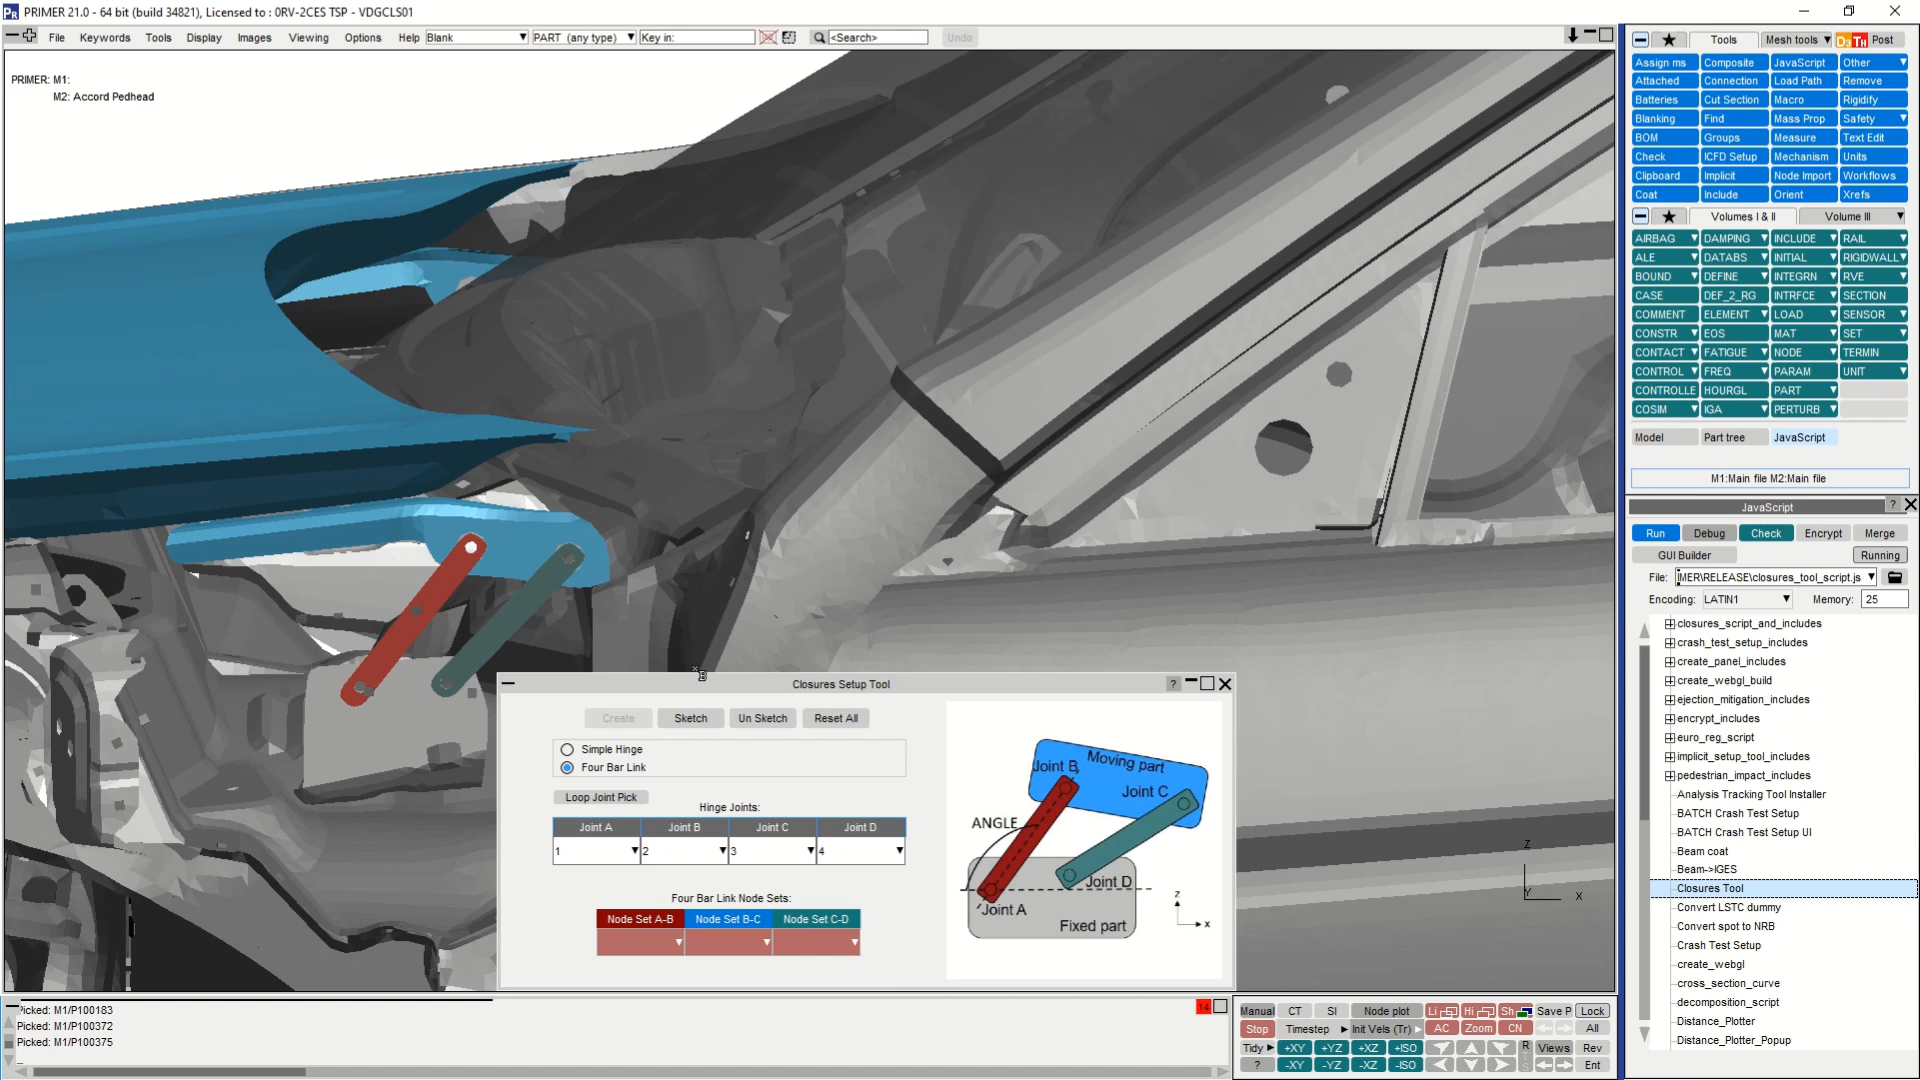 PRIMER 21.0 - 64 bit (build 34821), Licensed to : 0RV-2CES TSP - VDGCLS01
File Keywords Tools Display Images Viewing Options Help Blank PART (any type) Key in: <Search> Undo
PRIMER: M1:
M2: Accord Pedhead
Tools Mesh tools Post
Assign ms Composite JavaScript Other
Attached Connection Load Path Remove
Batteries Cut Section Macro Rigidify
Blanking Find Mass Prop Safety
BOM Groups Measure Text Edit
Check ICFD Setup Mechanism Units
Clipboard Implicit Node Import Workflows
Coat Include Orient Xrefs
Volumes I & II Volume III
AIRBAG DAMPING INCLUDE RAIL
ALE DATABS INITIAL RIGIDWALL
BOUND DEFINE INTEGRN RVE
CASE DEF_2_RG INTRFCE SECTION
COMMENT ELEMENT LOAD SENSOR
CONSTR EOS MAT SET
CONTACT FATIGUE NODE TERMIN
CONTROL FREQ PARAM UNIT
CONTROLLE HOURGL PART
COSIM IGA PERTURB
Model Part tree JavaScript
M1:Main file M2:Main file
JavaScript ?
Run Debug Check Encrypt Merge
GUI Builder Running
File: IMER\RELEASE\closures_tool_script.js
Encoding: LATIN1 Memory: 25
closures_script_and_includes
crash_test_setup_includes
create_panel_includes
create_webgl_build
ejection_mitigation_includes
encrypt_includes
euro_reg_script
implicit_setup_tool_includes
pedestrian_impact_includes
Analysis Tracking Tool Installer
BATCH Crash Test Setup
BATCH Crash Test Setup UI
Beam coat
Beam->IGES
Closures Tool
Convert LSTC dummy
Convert spot to NRB
Crash Test Setup
create_webgl
cross_section_curve
decomposition_script
Distance_Plotter
Distance_Plotter_Popup
Z
Y X
Closures Setup Tool ?
Create Sketch Un Sketch Reset All
Simple Hinge
Four Bar Link
Loop Joint Pick
Hinge Joints:
Joint A Joint B Joint C Joint D
1 2 3 4
Four Bar Link Node Sets:
Node Set A-B Node Set B-C Node Set C-D
Joint B Moving part
Joint C
ANGLE
Joint D
Joint A
Fixed part
z
x
Picked: M1/P100183
Picked: M1/P100372
Picked: M1/P100375
14
Manual CT SI Node plot Li Hi Sh Save P Lock
Stop Timestep Init Vels (Tr) AC Zoom CN All
Tidy +XY +YZ +XZ +ISO Views Rev
? -XY -YZ -XZ -ISO Ent